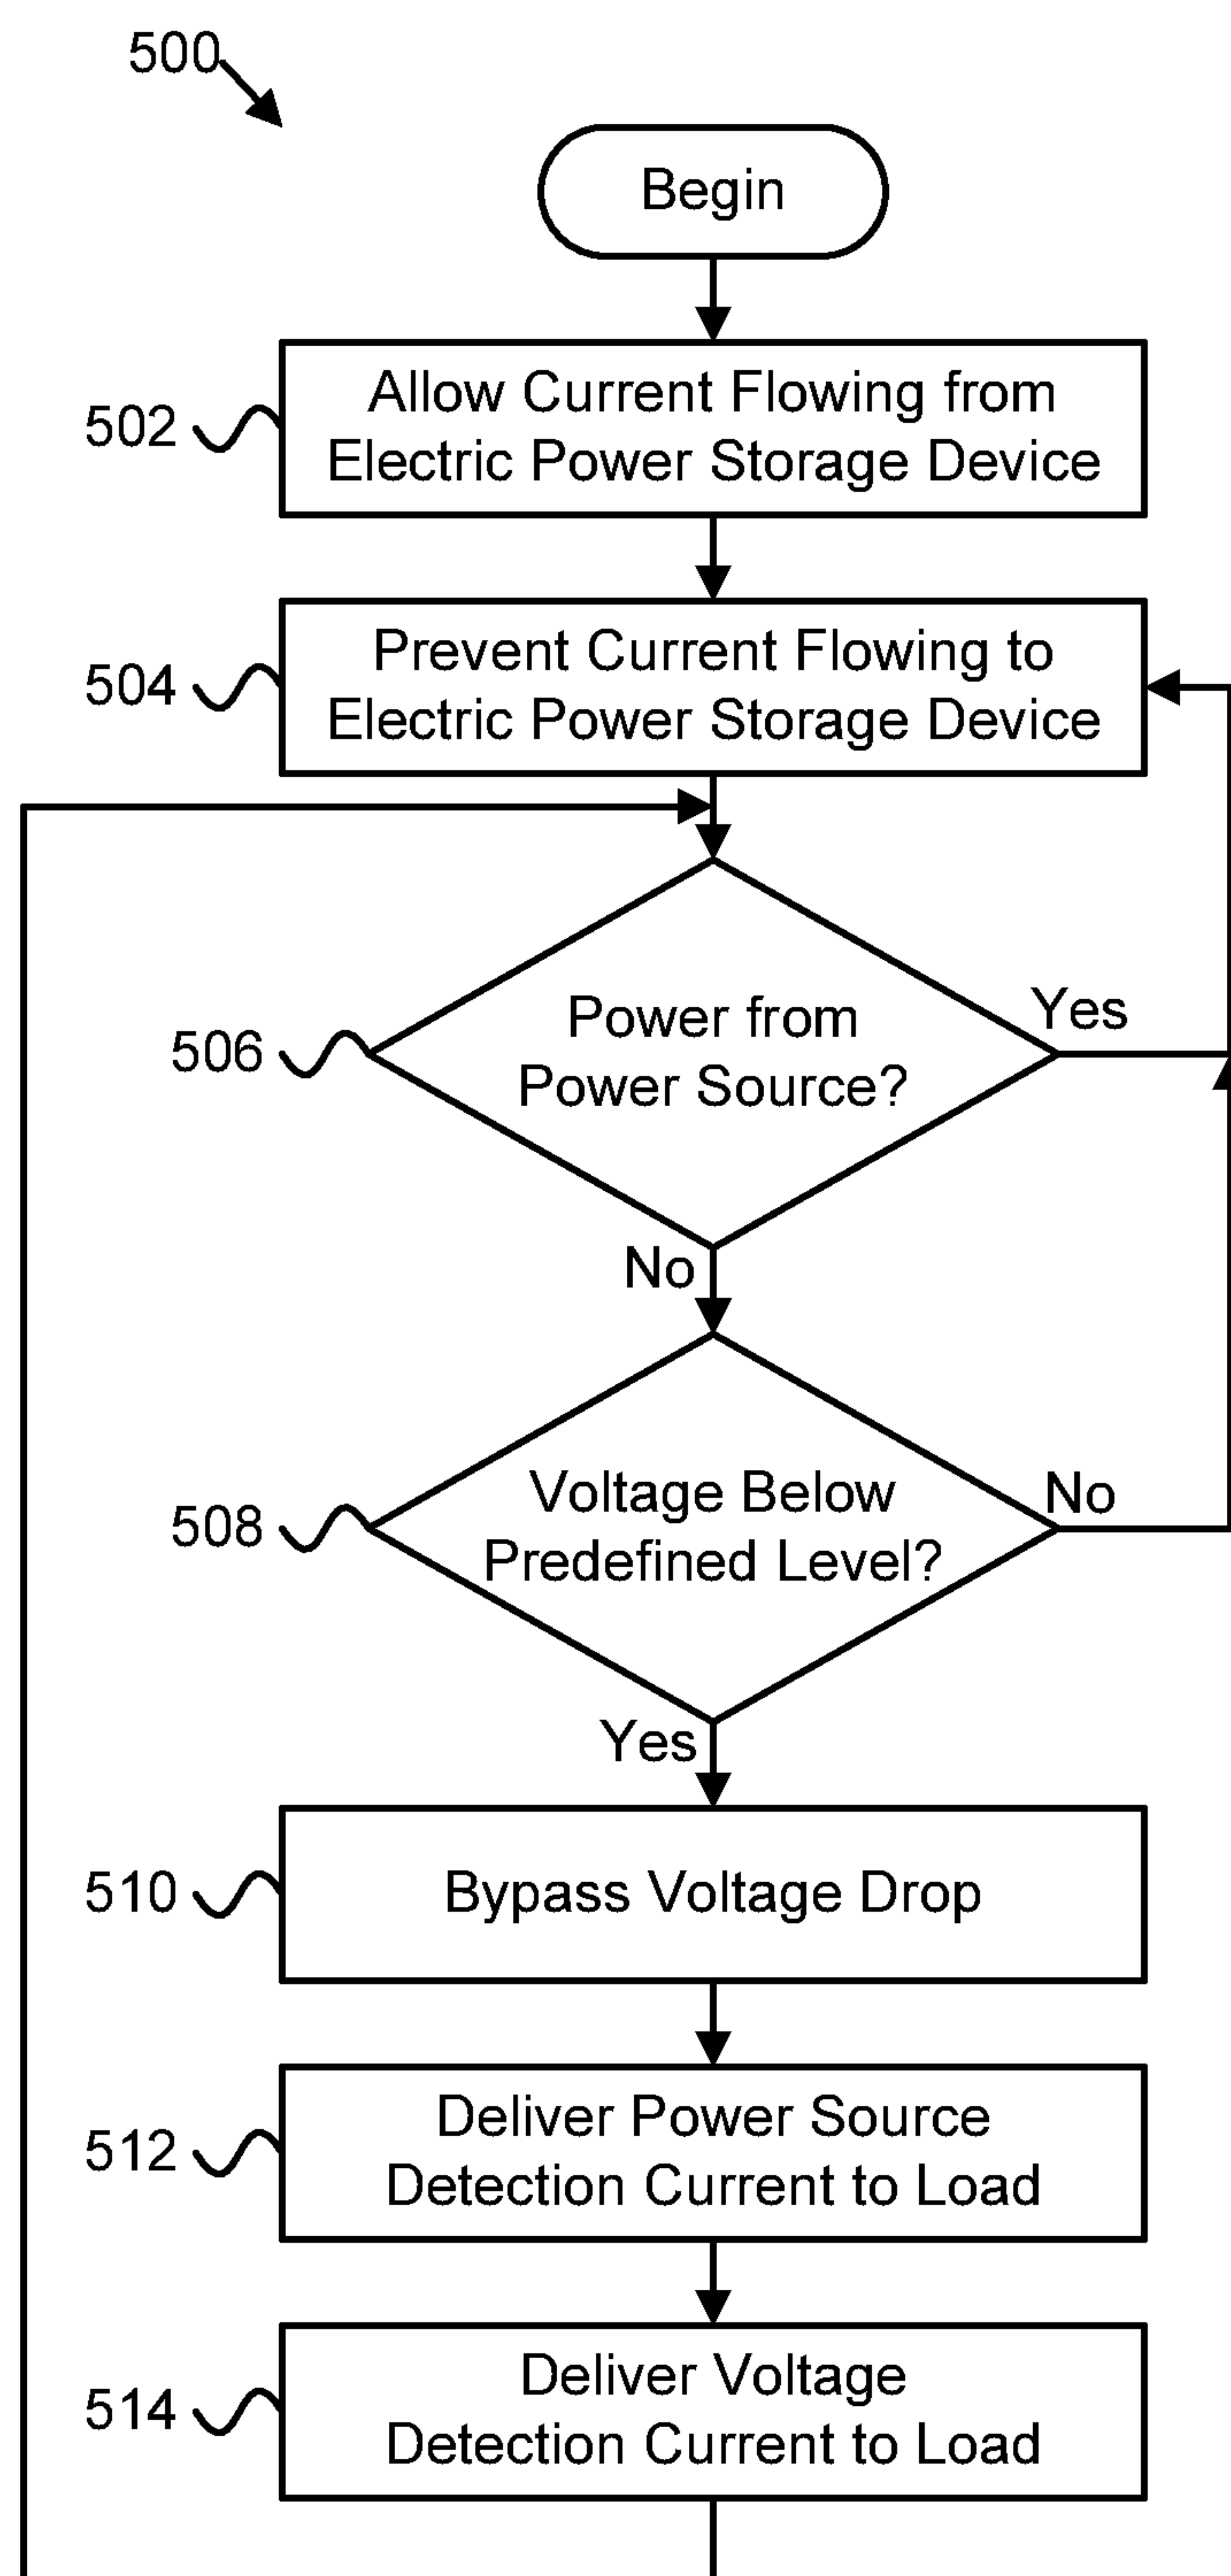 500
Begin
502
Allow Current Flowing from
Electric Power Storage Device
504
Prevent Current Flowing to
Electric Power Storage Device
506
Power from
Power Source?
Yes
No
508
Voltage Below
Predefined Level?
No
Yes
510
Bypass Voltage Drop
512
Deliver Power Source
Detection Current to Load
514
Deliver Voltage
Detection Current to Load